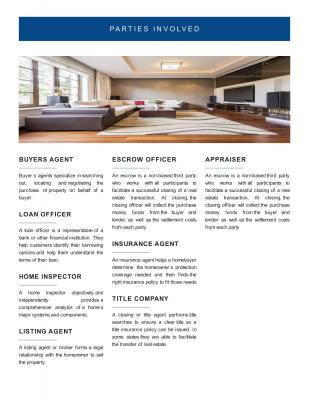 PARTIES INVOLVED
BUYERS AGENT
Buyer's agents specialize in searching
out, locating and negotiating the
purchase of property on behalf of a
buyer.
LOAN OFFICER
A loan officer is a representative of a
bank or other financial institution. They
help customers identify their borrowing
options and help them understand the
terms of their loan.
HOME INSPECTOR
A home inspector objectively and
independently provides a
comprehensive analysis of a home's
major systems and components.
LISTING AGENT
A listing agent or broker forms a legal
relationship with the homeowner to sell
the property.
ESCROW OFFICER
An escrow is a non-biased third party
who works with all participants to
facilitate a successful closing of a real
estate transaction. At closing, the
closing officer will collect the purchase
money funds from the buyer and
lender as well as the settlement costs
from each party.
INSURANCE AGENT
An insurance agent helps a homebuyer
determine the homeowner's protection
coverage needed and then finds the
right insurance policy to fit those needs
TITLE COMPANY
A closing or title agent performs title
searches to ensure a clear title so a
title insurance policy can be issued. In
some states they are able to facilitate
the transfer of real estate.
APPRAISER
An escrow is a non-biased third party
who works with all participants to
facilitate a successful closing of a real
estate transaction. At closing, the
closing officer will collect the purchase
money funds from the buyer and
lender as well as the settlement costs
from each party